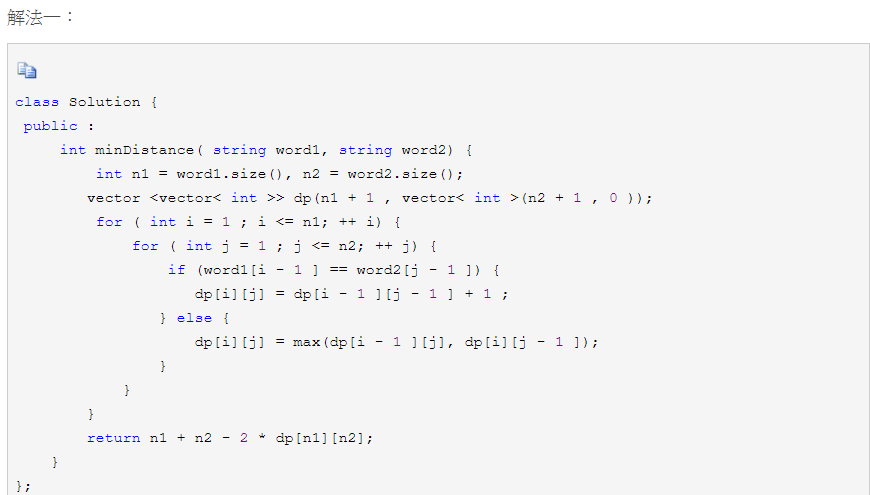 解法一：
class Solution {
 public :
     int minDistance( string word1, string word2) {
         int n1 = word1.size(), n2 = word2.size();
        vector <vector< int >> dp(n1 + 1 , vector< int >(n2 + 1 , 0 ));
         for ( int i = 1 ; i <= n1; ++ i) {
             for ( int j = 1 ; j <= n2; ++ j) {
                 if (word1[i - 1 ] == word2[j - 1 ]) {
                    dp[i][j] = dp[i - 1 ][j - 1 ] + 1 ;
                } else {
                    dp[i][j] = max(dp[i - 1 ][j], dp[i][j - 1 ]);
                }
            }
        }
        return n1 + n2 - 2 * dp[n1][n2];
    }
};